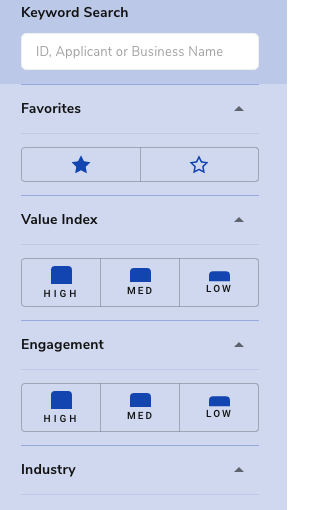 Keyword Search
ID, Applicant or Business Name
Favorites
Value Index
HIGH MED LOW
Engagement
HIGH MED LOW
Industry